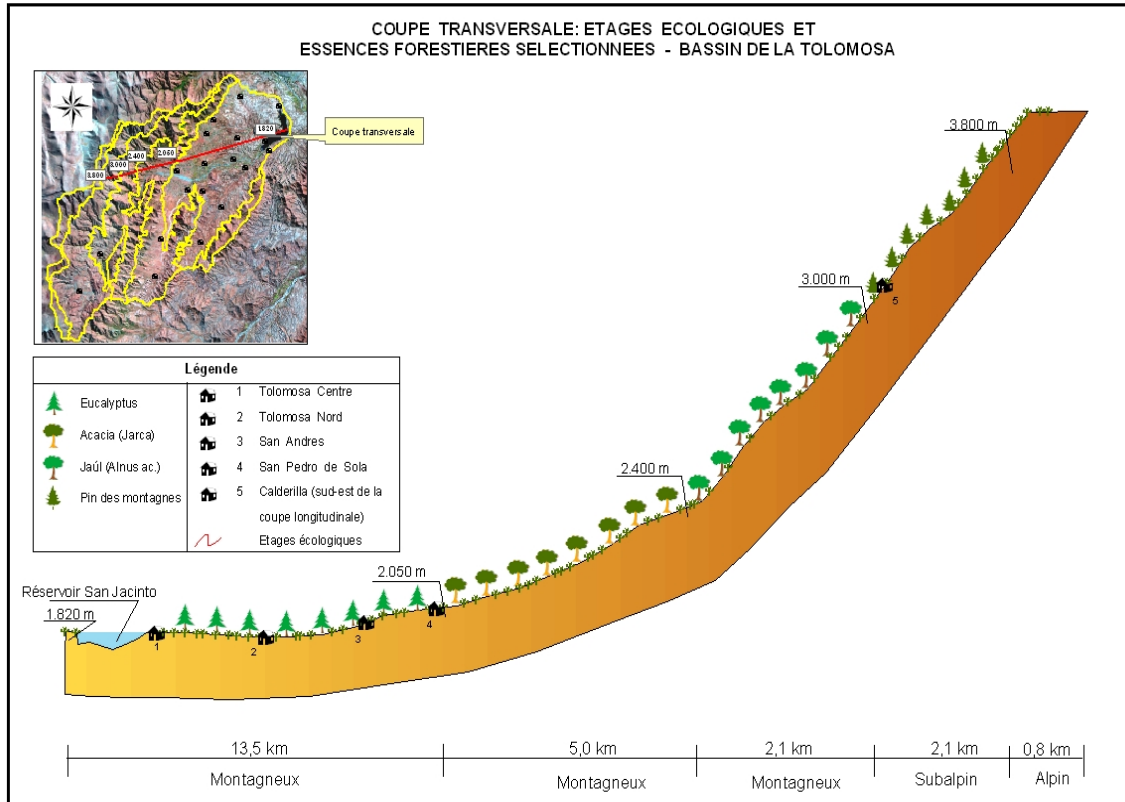 COUPE TRANSVERSALE: ETAGES ECOLOGIQUES ET
ESSENCES FORESTIERES SELECTIONNEES - BASSIN DE LA TOLOMOSA
1.820
2.050
2.400
3.000
3.800
Coupe transversale
3.800 m
3.000 m
5
Légende
Eucalyptus
Acacia (Jarca)
Jaúl (Alnus ac.)
Pin des montagnes
1 Tolomosa Centre
2 Tolomosa Nord
3 San Andres
4 San Pedro de Sola
5 Calderilla (sud-est de la
coupe longitudinale)
Etages écologiques
2.400 m
2.050 m
Réservoir San Jacinto
1.820 m
1
2
3
4
13,5 km
5,0 km
2,1 km
2,1 km
0,8 km
Montagneux
Montagneux
Montagneux
Subalpin
Alpin